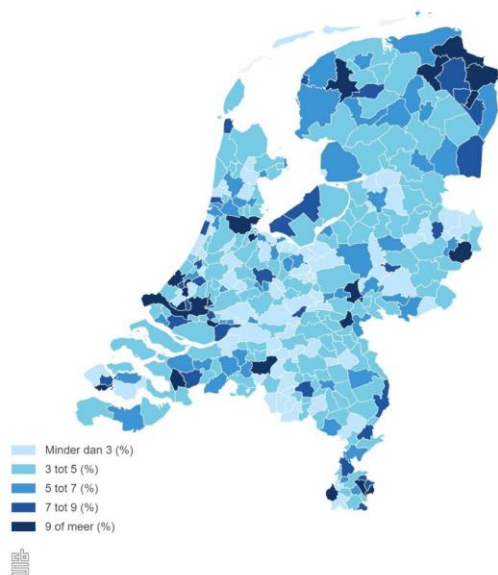 Minder dan 3 (%)
3 tot 5 (%)
5 tot 7 (%)
7 tot 9 (%)
9 of meer (%)